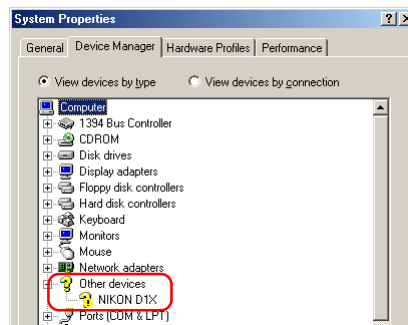 System Properties
General Device Manager Hardware Profiles Performance
View devices by type View devices by connection
Computer
1394 Bus Controller
CDROM
Disk drives
Display adapters
Floppy disk controllers
Hard disk controllers
Keyboard
Monitors
Mouse
Network adapters
Other devices
NIKON D1X
Ports (COM & LPT)